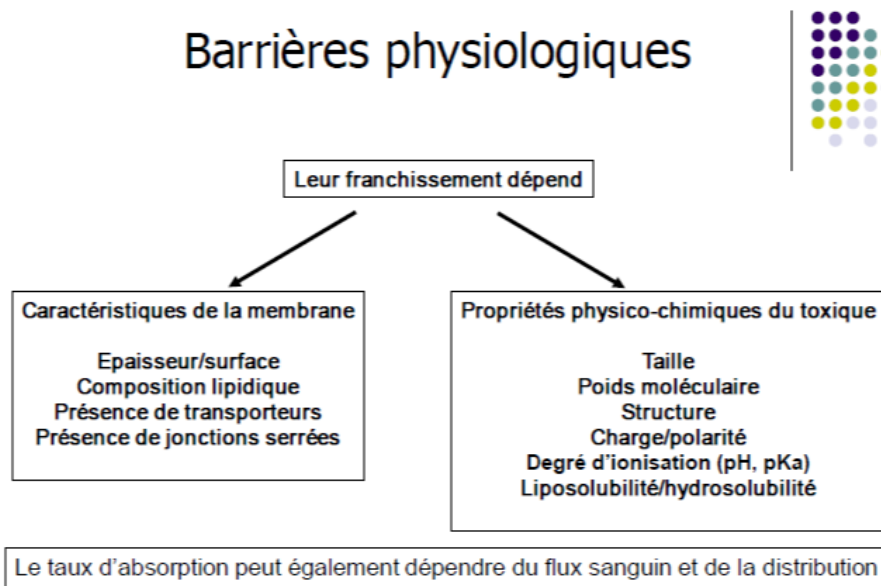 Barrières physiologiques
Leur franchissement dépend
Caractéristiques de la membrane
Epaisseur/surface
Composition lipidique
Présence de transporteurs
Présence de jonctions serrées
Propriétés physico-chimiques du toxique
Taille
Poids moléculaire
Structure
Charge/polarité
Degré d'ionisation (pH, pKa)
Liposolubilité/hydrosolubilité
Le taux d'absorption peut également dépendre du flux sanguin et de la distribution